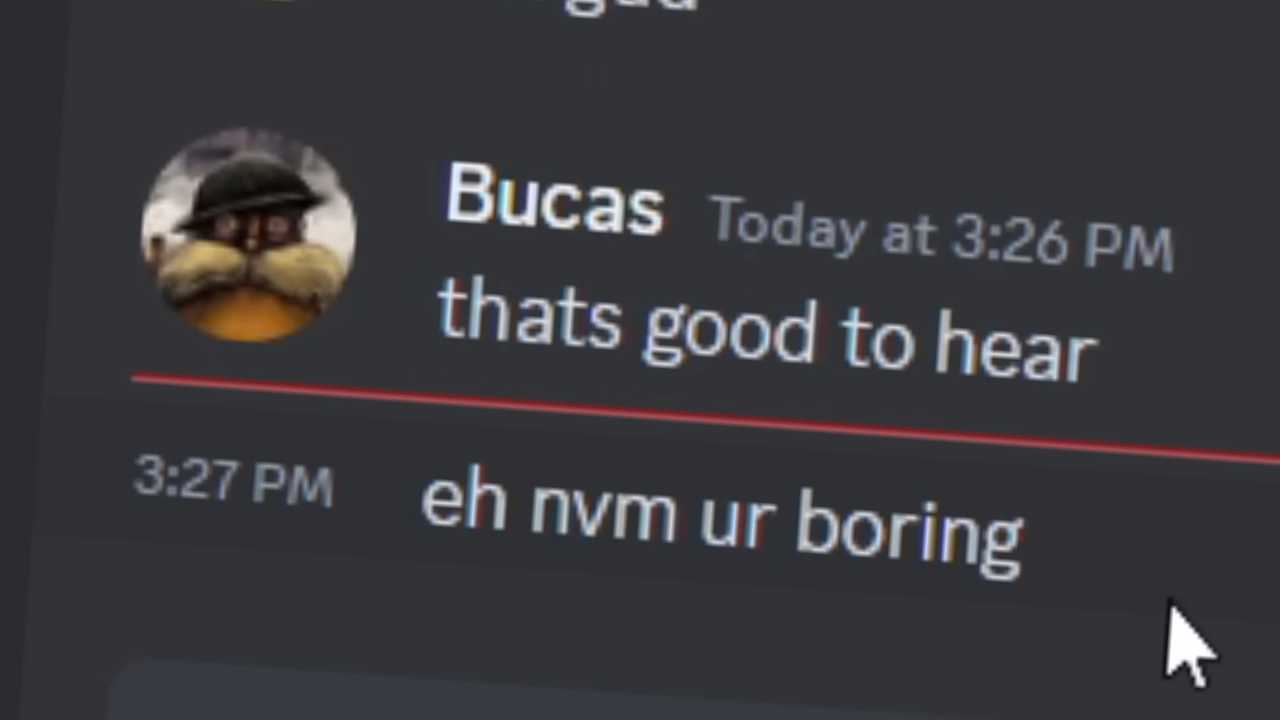 Bucas Today at 3:26 PM
thats good to hear
3:27 PM eh nvm ur boring